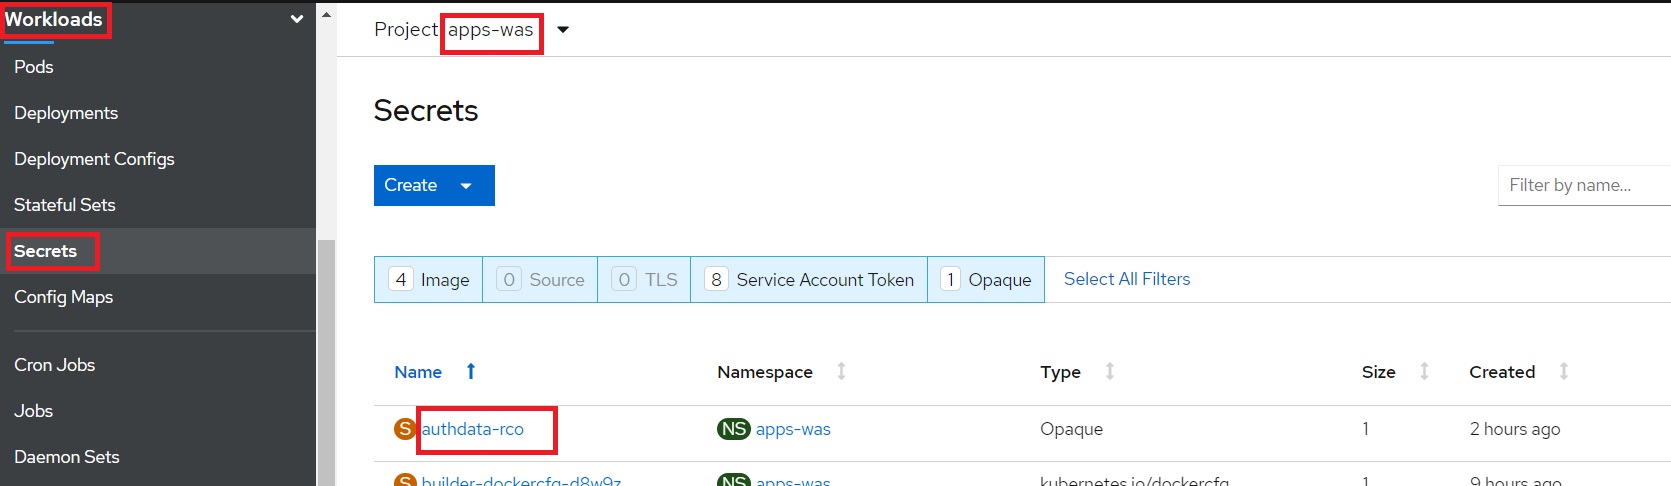 Workloads
Pods
Deployments
Deployment Configs
Stateful Sets
Secrets
Config Maps
Cron Jobs
Jobs
Daemon Sets
Project apps-was
Secrets
Create
Filter by name...
4 Image 0 Source 0 TLS 8 Service Account Token 1 Opaque Select All Filters
Name Namespace Type Size Created
S authdata-rco NS apps-was Opaque 1 2 hours ago
S builder-dockercfg-d8w9z NS apps-was kubernetes.io/dockercfg 1 9 hours ago